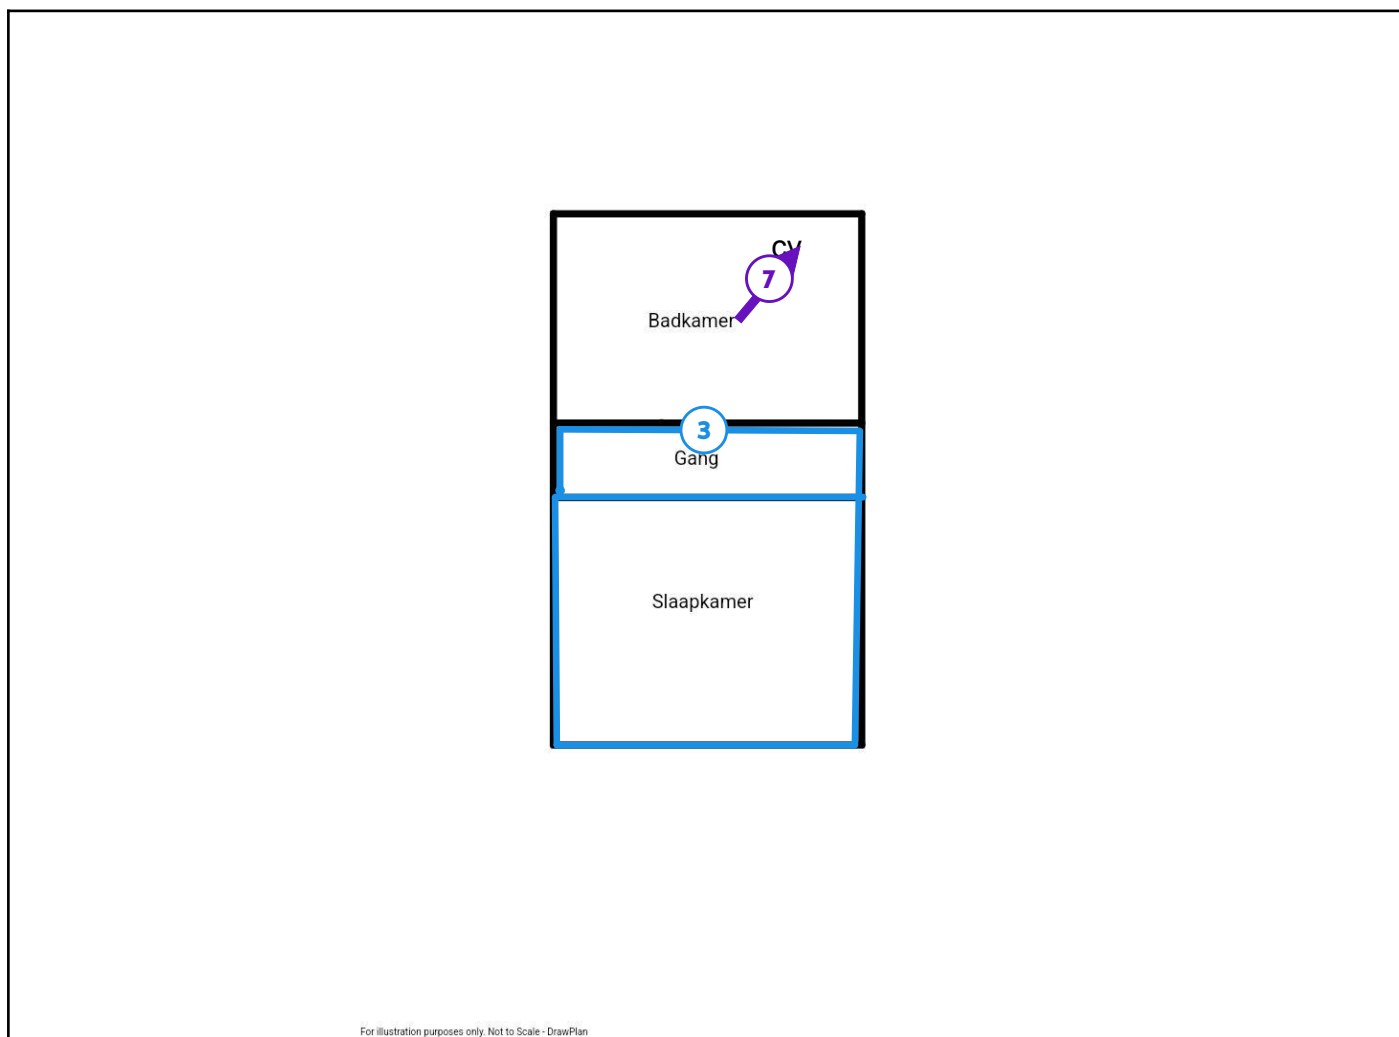 CV
7
Badkamer
3
Gang
Slaapkamer
For illustration purposes only. Not to Scale - DrawPlan